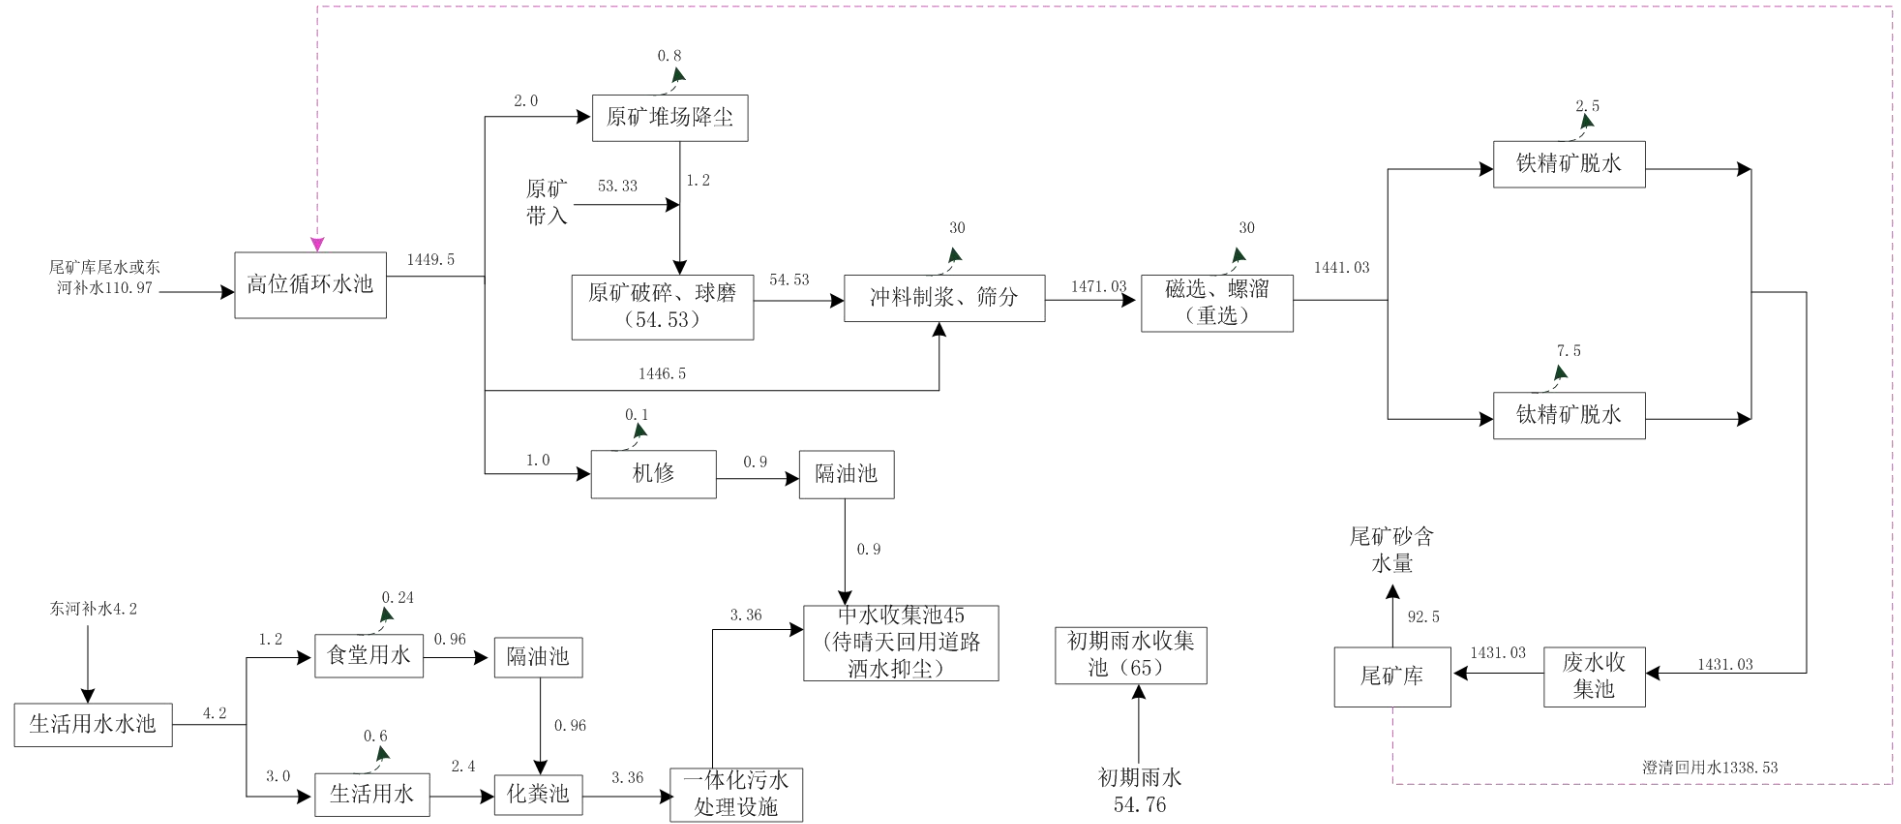 0.8
2.0
原矿堆场降尘
2.5
铁精矿脱水
原矿
带入
53.33
1.2
尾矿库尾水或东
河补水110.97
高位循环水池
1449.5
原矿破碎、球磨
（54.53）
54.53
30
冲料制浆、筛分
1471.03
30
磁选、螺溜
（重选）
1441.03
1446.5
7.5
钛精矿脱水
0.1
1.0
机修
0.9
隔油池
0.9
中水收集池45
（待晴天回用道路
洒水抑尘）
尾矿砂含
水量
92.5
尾矿库
1431.03
废水收
集池
1431.03
澄清回用水1338.53
初期雨水收集
池（65）
初期雨水
54.76
东河补水4.2
生活用水水池
4.2
1.2
0.24
食堂用水
0.96
隔油池
0.96
3.0
0.6
生活用水
2.4
化粪池
3.36
一体化污水
处理设施
3.36